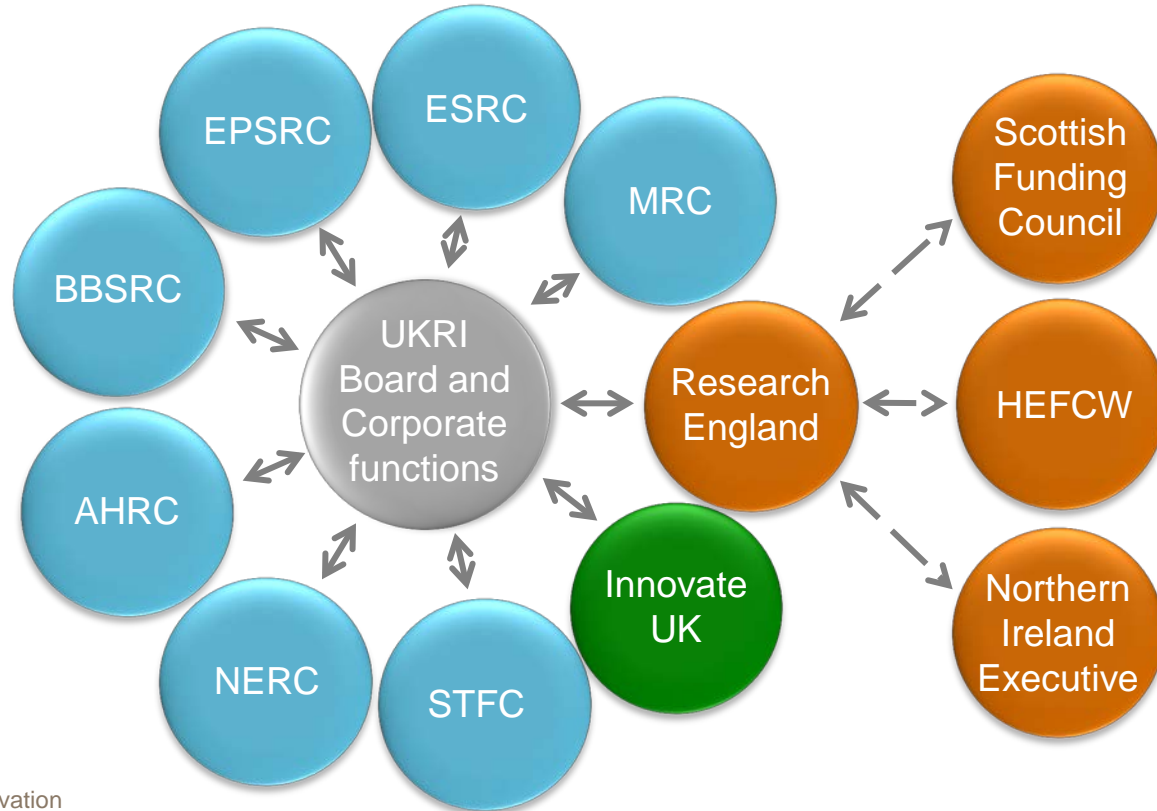 EPSRC
ESRC
MRC
BBSRC
AHRC
NERC
STFC
UKRI
Board and
Corporate
functions
Research
England
Innovate
UK
Scottish
Funding
Council
HEFCW
Northern
Ireland
Executive
vation